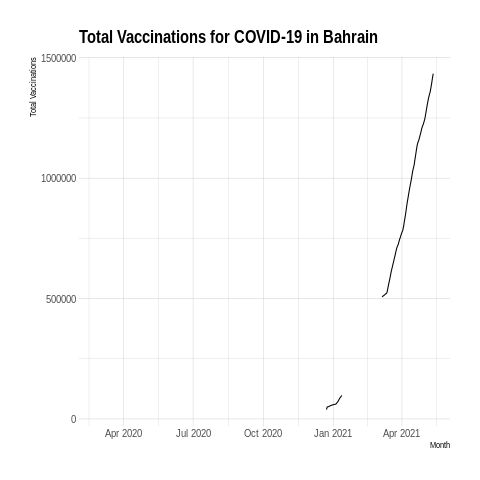 Total Vaccinations for COVID-19 in Bahrain
Total Vaccinations
1500000
1000000
500000
0
Apr 2020 Jul 2020 Oct 2020 Jan 2021 Apr 2021
Month